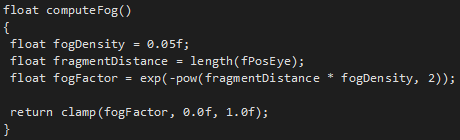 float computeFog()
{
 float fogDensity = 0.05f;
 float fragmentDistance = length(fPosEye);
 float fogFactor = exp(-pow(fragmentDistance * fogDensity, 2));

 return clamp(fogFactor, 0.0f, 1.0f);
}